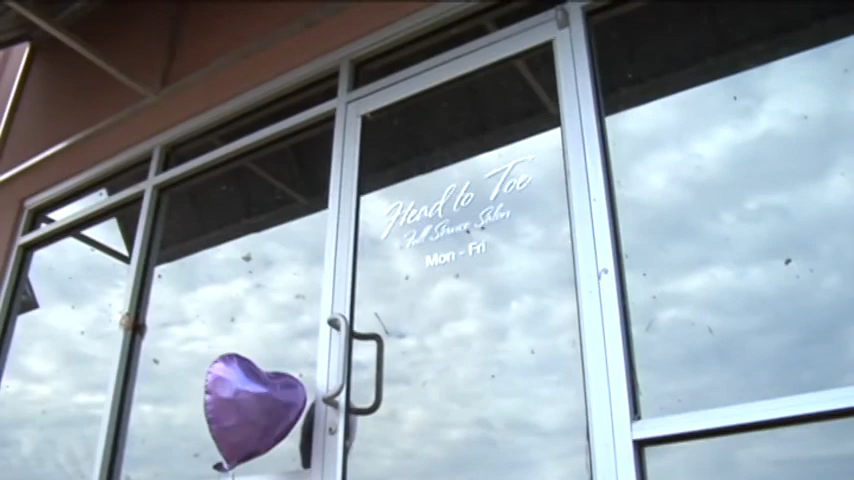 Head to Toe
Full Service Salon
Mon - Fri